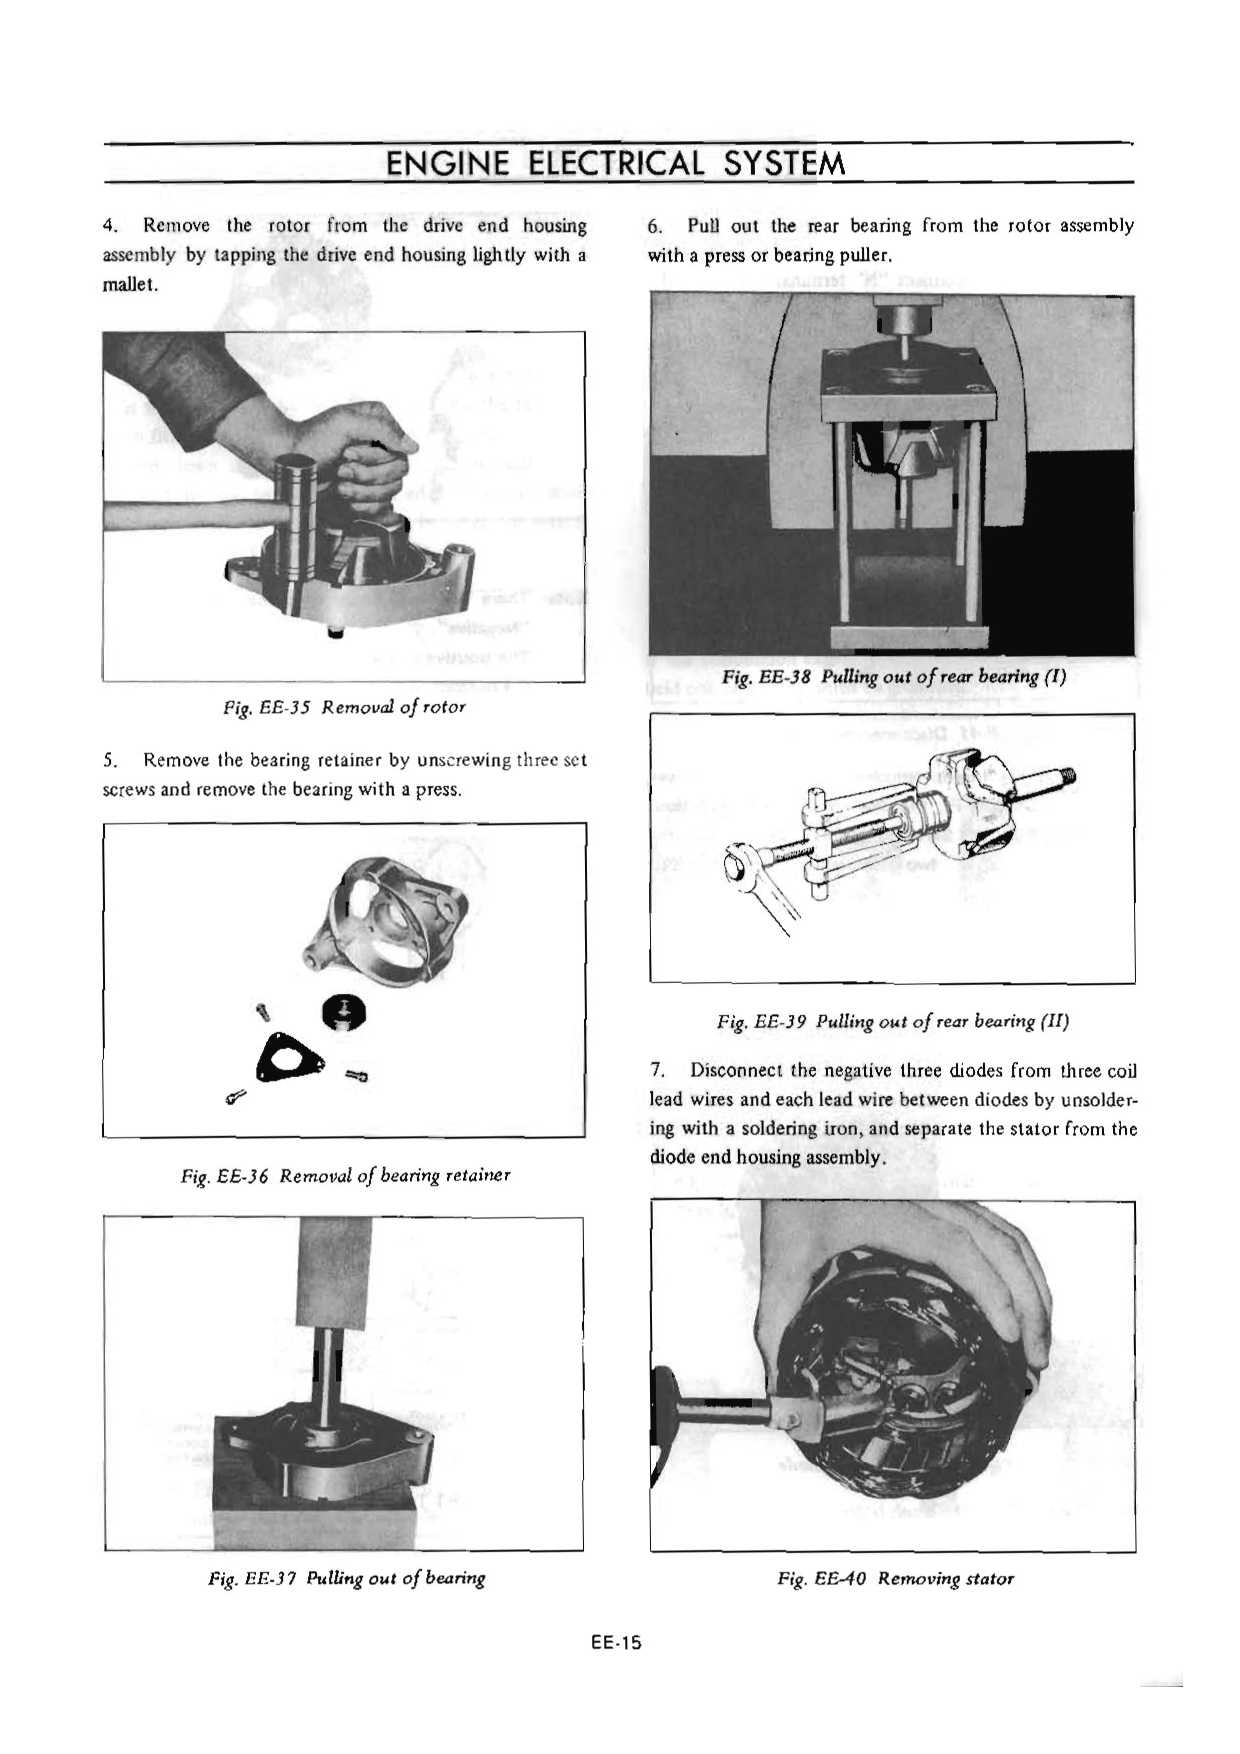 ENGINE ELECTRICAL SYSTEM
4. Remove the rotor from the drive end housing
assembly by tapping the drive end housing lightly with a
mallet.
Fig. EE-35 Removal of rotor
5. Remove the bearing retainer by unscrewing three set
screws and remove the bearing with a press.
Fig. EE-36 Removal of bearing retainer
Fig. EE-37 Pulling out of bearing
6. Pull out the rear bearing from the rotor assembly
with a press or bearing puller.
Fig. EE-38 Pulling out of rear bearing (I)
Fig. EE-39 Pulling out of rear bearing (II)
7. Disconnect the negative three diodes from three coil
lead wires and each lead wire between diodes by unsolder-
ing with a soldering iron, and separate the stator from the
diode end housing assembly.
Fig. EE-40 Removing stator
EE-15